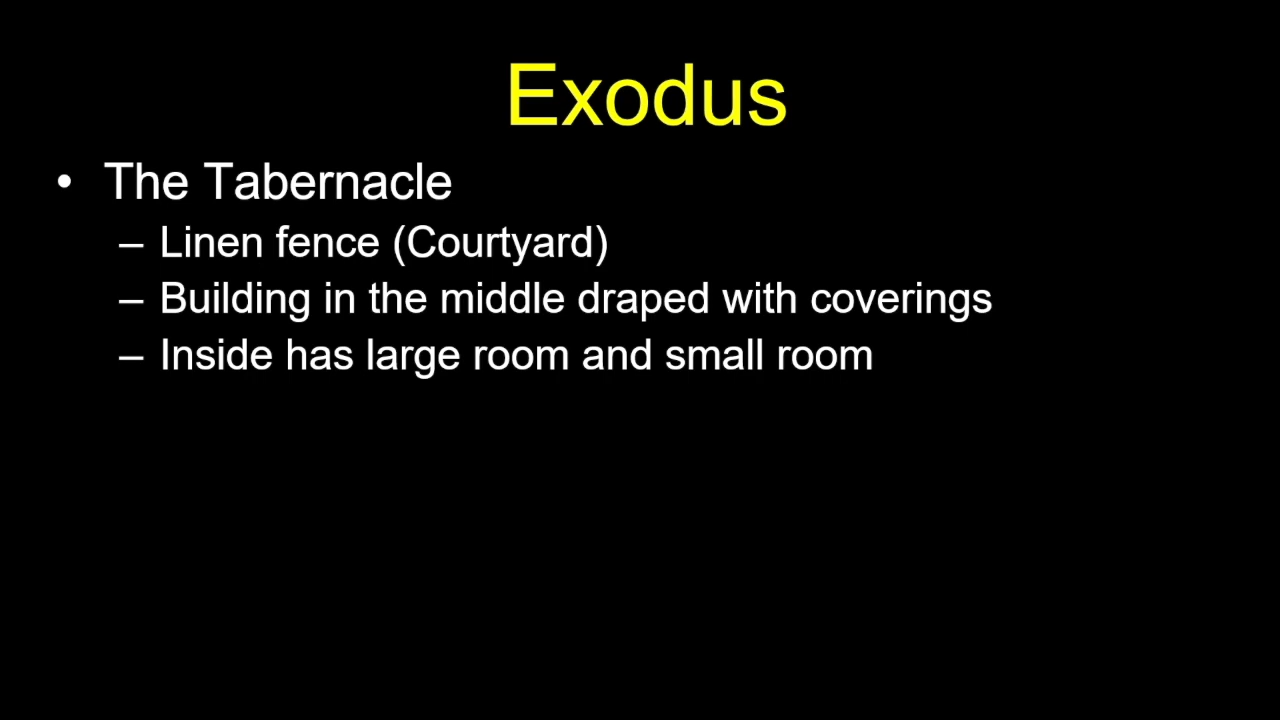 Exodus
• The Tabernacle
– Linen fence (Courtyard)
– Building in the middle draped with coverings
– Inside has large room and small room